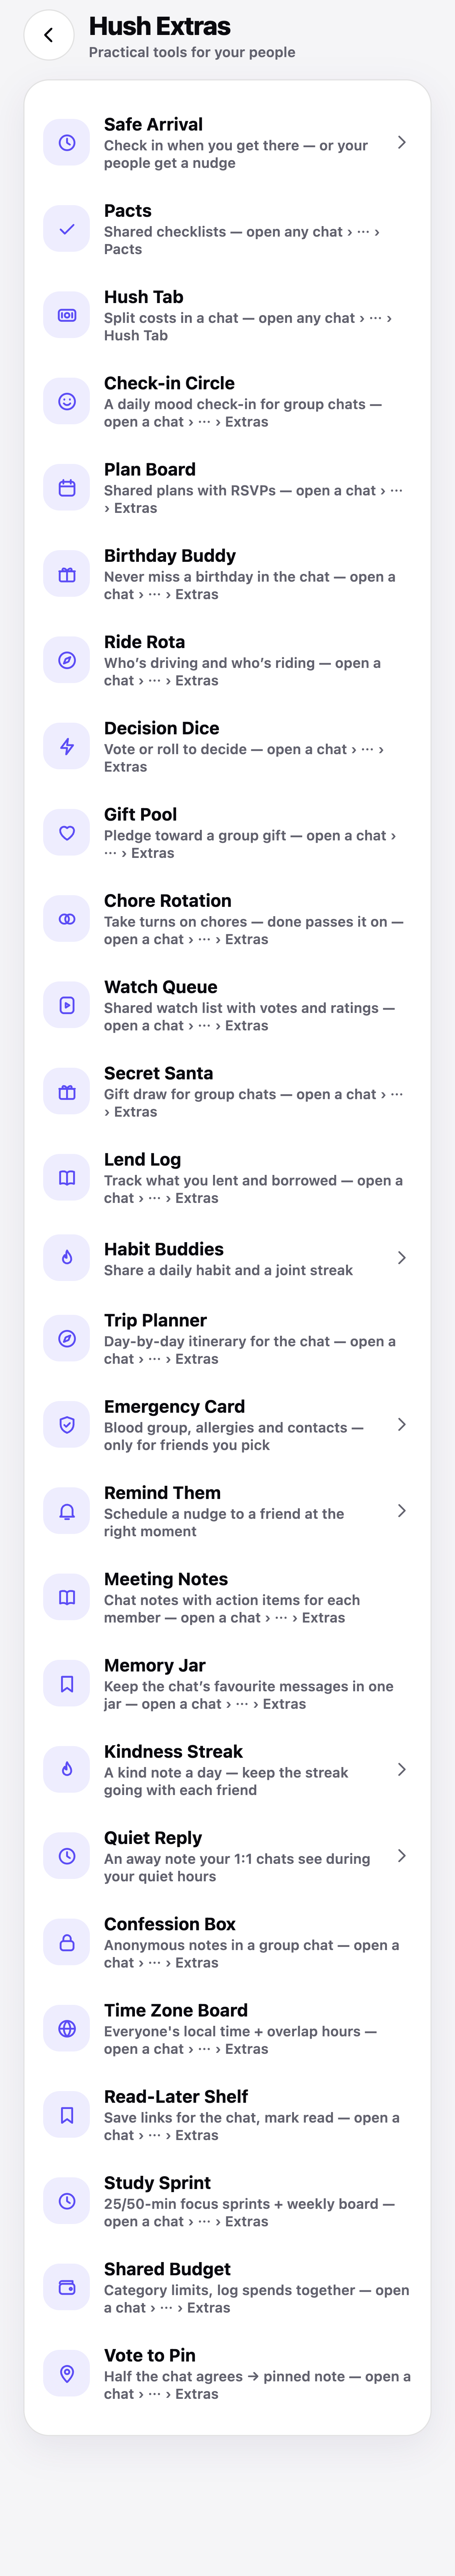 Hush Extras
Practical tools for your people
Safe Arrival
Check in when you get there — or your
people get a nudge
Pacts
Shared checklists — open any chat › ··· ›
Pacts
Hush Tab
Split costs in a chat — open any chat › ··· ›
Hush Tab
Check-in Circle
A daily mood check-in for group chats —
open a chat › ··· › Extras
Plan Board
Shared plans with RSVPs — open a chat › ···
› Extras
Birthday Buddy
Never miss a birthday in the chat — open a
chat › ··· › Extras
Ride Rota
Who’s driving and who’s riding — open a
chat › ··· › Extras
Decision Dice
Vote or roll to decide — open a chat › ··· ›
Extras
Gift Pool
Pledge toward a group gift — open a chat ›
··· › Extras
Chore Rotation
Take turns on chores — done passes it on —
open a chat › ··· › Extras
Watch Queue
Shared watch list with votes and ratings —
open a chat › ··· › Extras
Secret Santa
Gift draw for group chats — open a chat › ···
› Extras
Lend Log
Track what you lent and borrowed — open a
chat › ··· › Extras
Habit Buddies
Share a daily habit and a joint streak
Trip Planner
Day-by-day itinerary for the chat — open a
chat › ··· › Extras
Emergency Card
Blood group, allergies and contacts —
only for friends you pick
Remind Them
Schedule a nudge to a friend at the
right moment
Meeting Notes
Chat notes with action items for each
member — open a chat › ··· › Extras
Memory Jar
Keep the chat’s favourite messages in one
jar — open a chat › ··· › Extras
Kindness Streak
A kind note a day — keep the streak
going with each friend
Quiet Reply
An away note your 1:1 chats see during
your quiet hours
Confession Box
Anonymous notes in a group chat — open a
chat › ··· › Extras
Time Zone Board
Everyone's local time + overlap hours —
open a chat › ··· › Extras
Read-Later Shelf
Save links for the chat, mark read — open a
chat › ··· › Extras
Study Sprint
25/50-min focus sprints + weekly board —
open a chat › ··· › Extras
Shared Budget
Category limits, log spends together — open
a chat › ··· › Extras
Vote to Pin
Half the chat agrees → pinned note — open a
chat › ··· › Extras